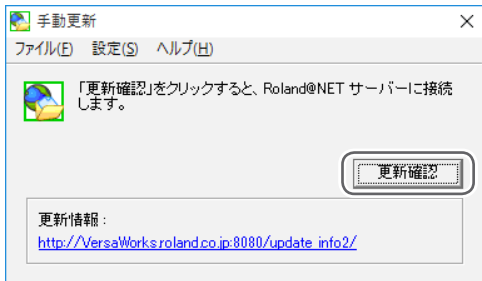 手動更新
ファイル(F) 設定(S) ヘルプ(H)
「更新確認」をクリックすると、Roland@NET サーバーに接続
します。
更新確認
更新情報 :
http://VersaWorks.roland.co.jp:8080/update_info2/